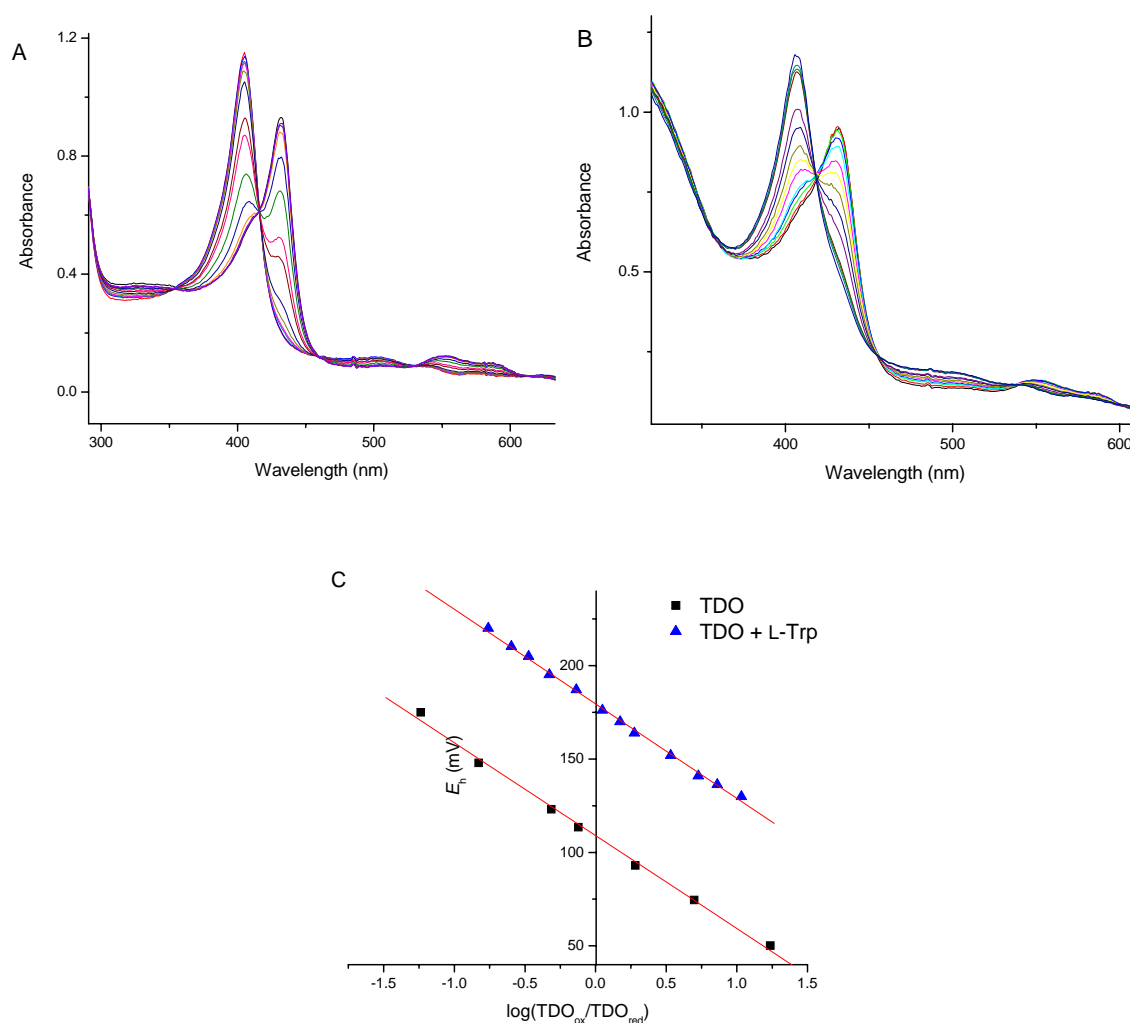 A
1.2
0.8
0.4
0.0
Absorbance
300 400 500 600
Wavelength (nm)
B
1.0
0.5
Absorbance
400 500 600
Wavelength (nm)
C
TDO
TDO + L-Trp
200
150
100
50
E_h (mV)
-1.5 -1.0 -0.5 0.0 0.5 1.0 1.5
log(TDO_ox/TDO_red)